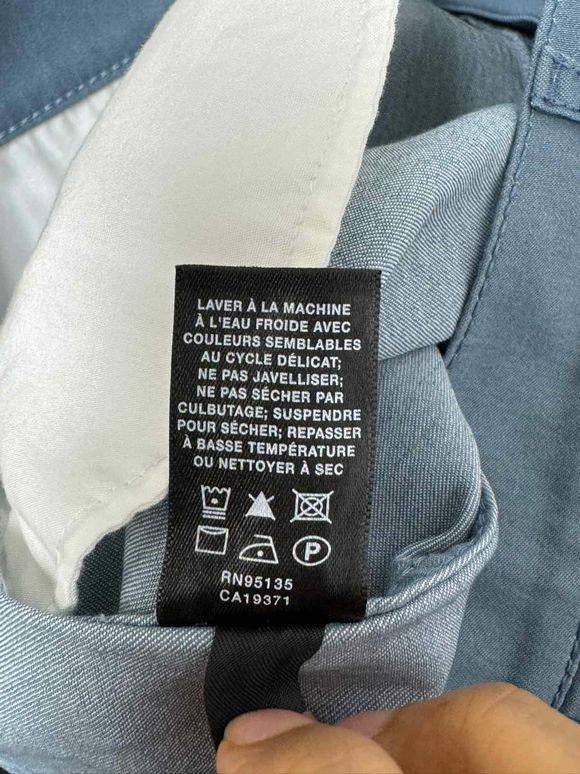 LAVER À LA MACHINE
À L'EAU FROIDE AVEC
COULEURS SEMBLABLES
AU CYCLE DÉLICAT;
NE PAS JAVELLISER;
NE PAS SÉCHER PAR
CULBUTAGE; SUSPENDRE
POUR SÉCHER; REPASSER
À BASSE TEMPÉRATURE
OU NETTOYER À SEC
P
RN95135
CA19371